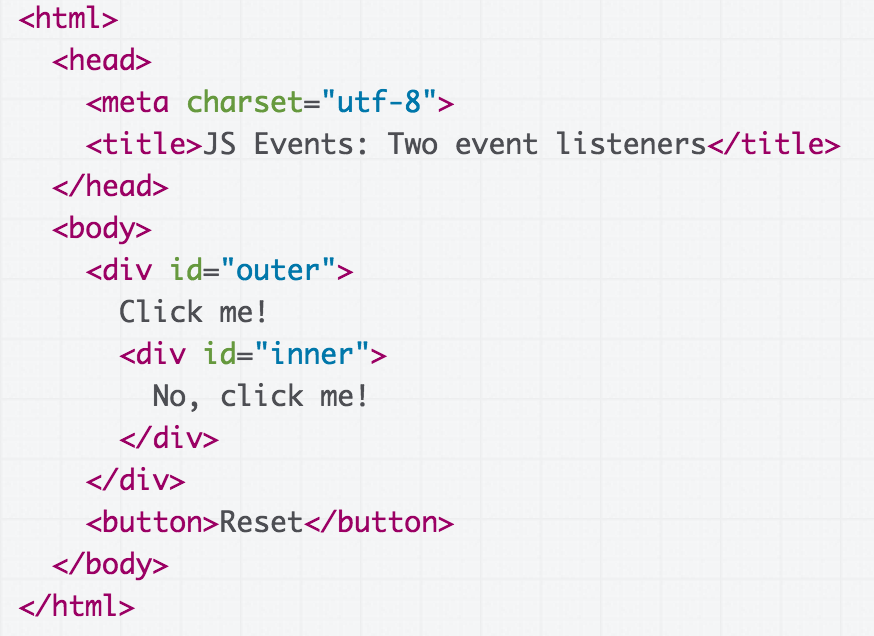 <html>
  <head>
    <meta charset="utf-8">
    <title>JS Events: Two event listeners</title>
  </head>
  <body>
    <div id="outer">
      Click me!
      <div id="inner">
        No, click me!
      </div>
    </div>
    <button>Reset</button>
  </body>
</html>